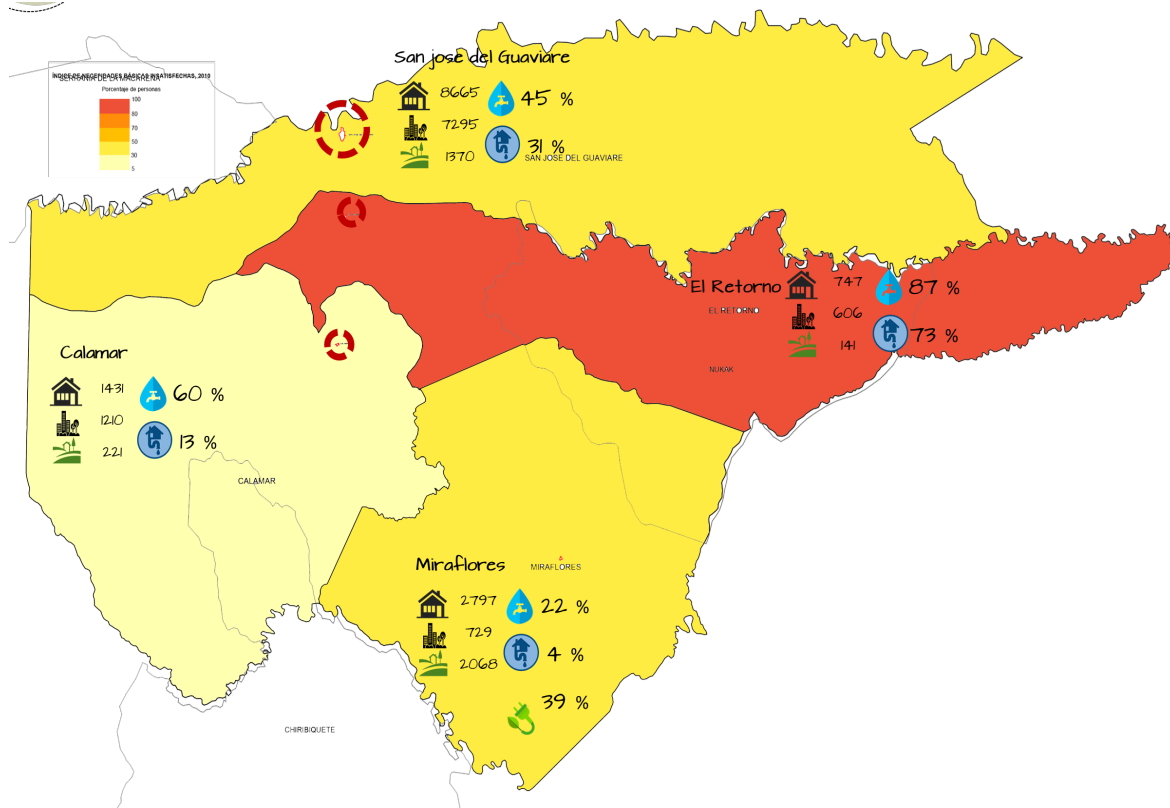 San jose del Guaviare
8665
45 %
7295
31 %
1370
SAN JOSE DEL GUAVIARE
ÍNDICE DE NECESIDADES BÁSICAS INSATISFECHAS, 2010
SERRANÍA DE LA MACARENA
Porcentaje de personas
100
80
70
50
30
5
El Retorno
747
87 %
EL RETORNO
606
73 %
141
NUKAK
Calamar
1431
60 %
1210
13 %
221
CALAMAR
Miraflores
MIRAFLORES
2797
22 %
729
4 %
2068
39 %
CHIRIBIQUETE